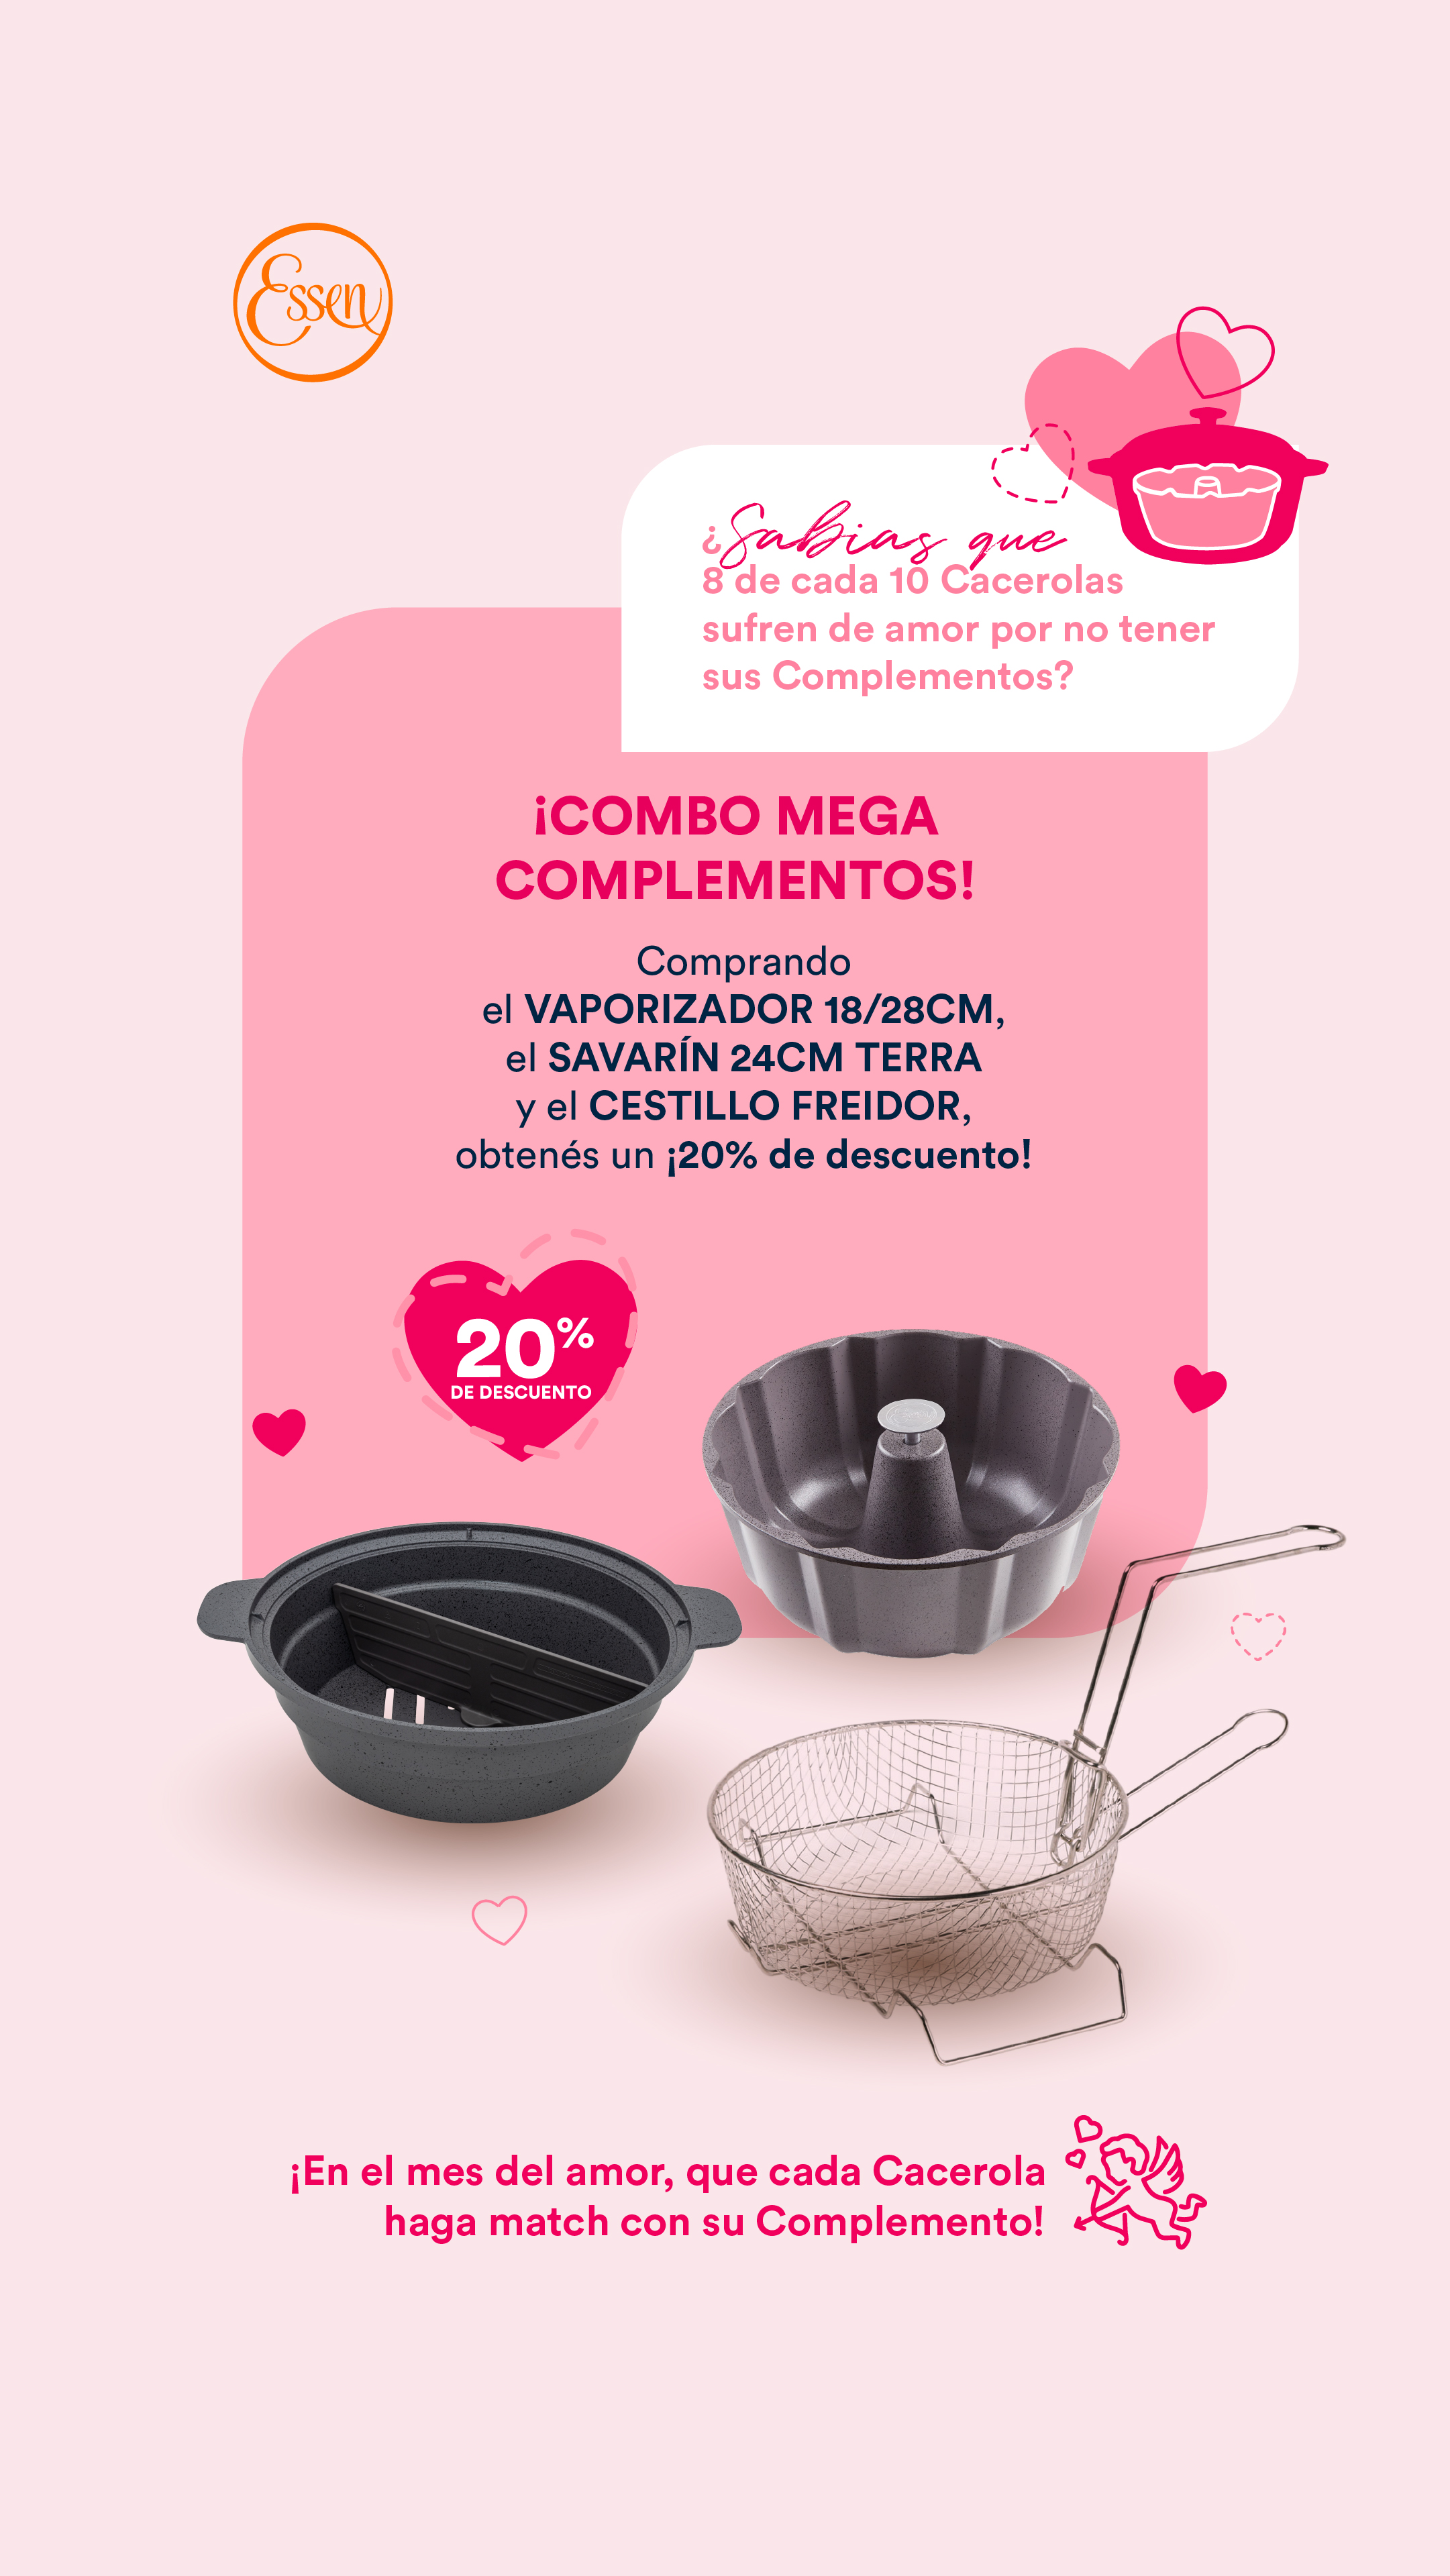 Essen
¿Sabias que
8 de cada 10 Cacerolas
sufren de amor por no tener
sus Complementos?
¡COMBO MEGA
COMPLEMENTOS!
Comprando
el VAPORIZADOR 18/28CM,
el SAVARÍN 24CM TERRA
y el CESTILLO FREIDOR,
obtenés un ¡20% de descuento!
20%
DE DESCUENTO
¡En el mes del amor, que cada Cacerola
haga match con su Complemento!